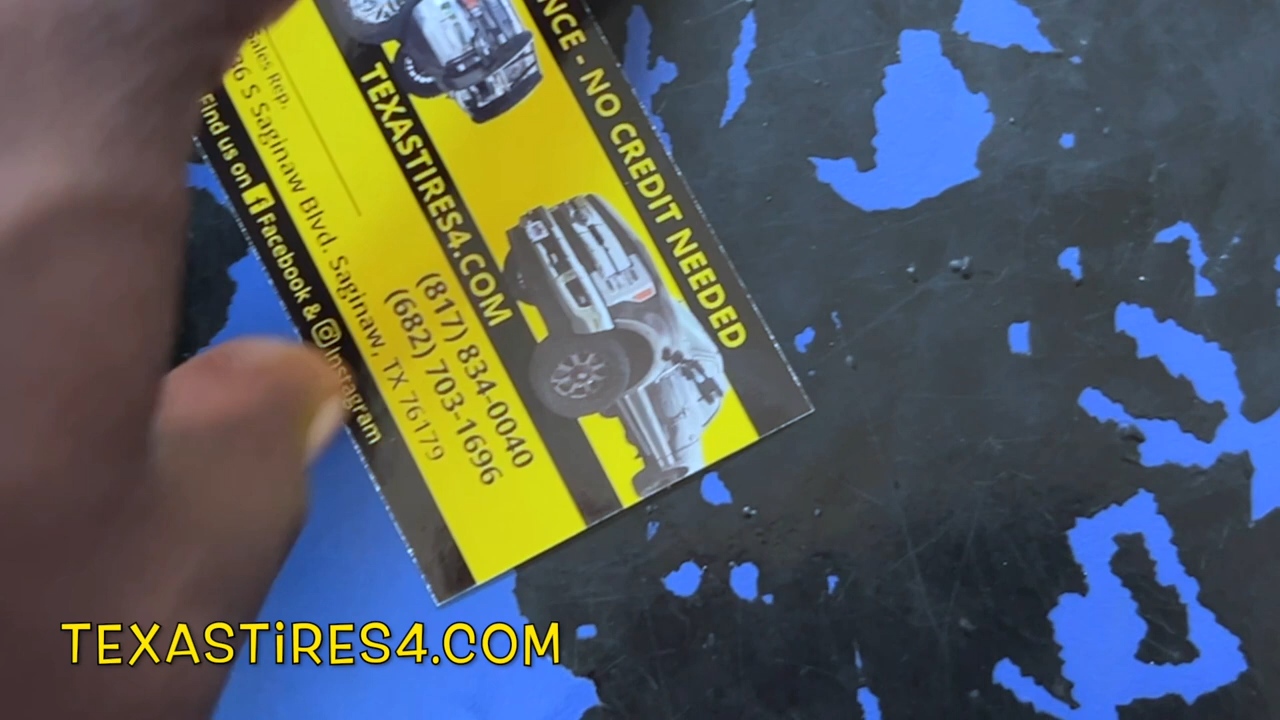 - NO CREDIT NEEDED
TEXASTIRES4.COM
Sales Rep.
(817) 834-0040
(682) 703-1696
S Saginaw Blvd. Saginaw, TX 76179
Find us on f Facebook & Instagram
TEXASTiRES4.COM